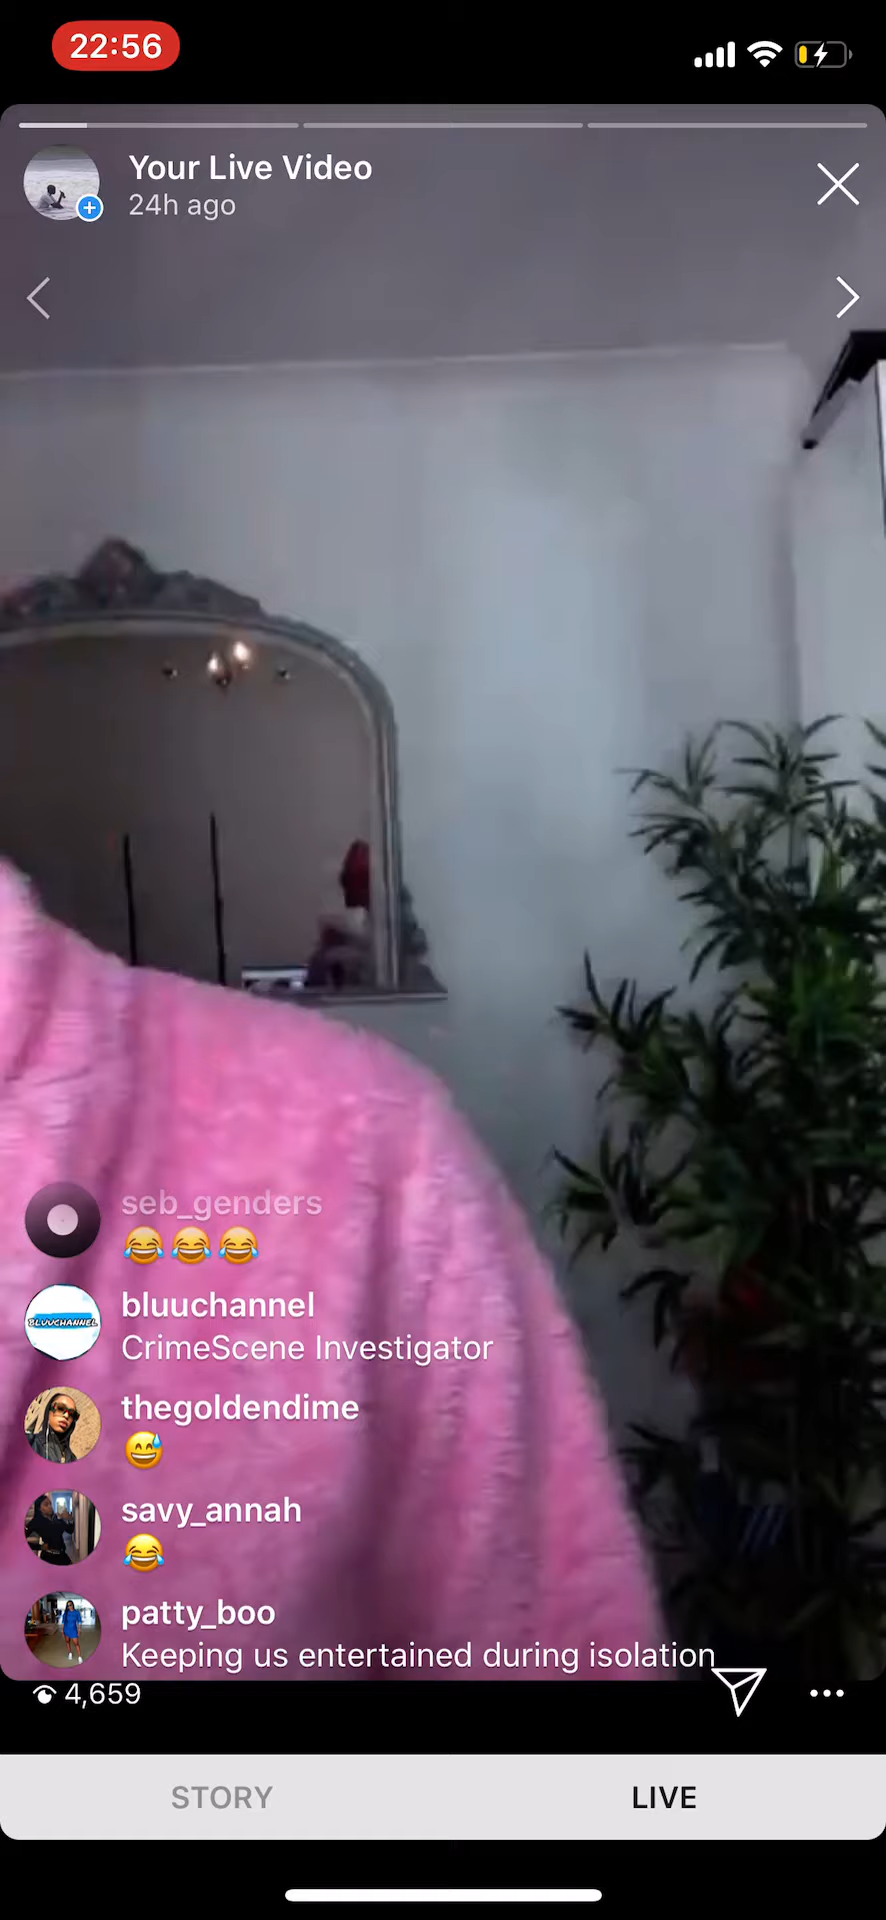 22:56
Your Live Video
24h ago
seb_genders
😂😂😂
bluuchannel
BLUUCHANNEL
CrimeScene Investigator
thegoldendime
😅
savy_annah
😂
patty_boo
Keeping us entertained during isolation
4,659
STORY
LIVE